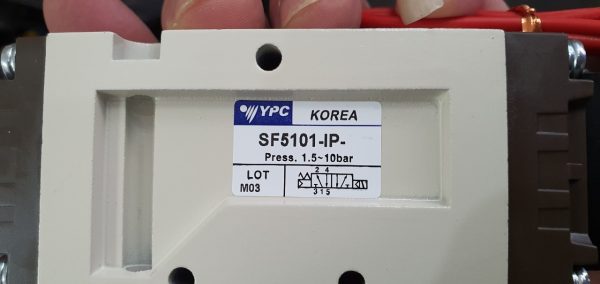 YPC KOREA
SF5101-IP-
Press. 1.5~10bar
LOT
M03
2 4
3 1 5